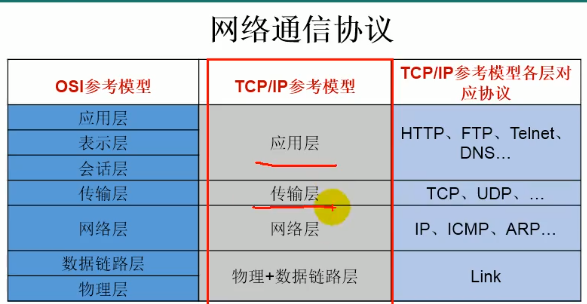 网络通信协议
OSI参考模型
TCP/IP参考模型
TCP/IP参考模型各层对
应协议
应用层
表示层
会话层
应用层
HTTP、FTP、Telnet、
DNS…
传输层
传输层
TCP、UDP、…
网络层
网络层
IP、ICMP、ARP…
数据链路层
物理层
物理+数据链路层
Link